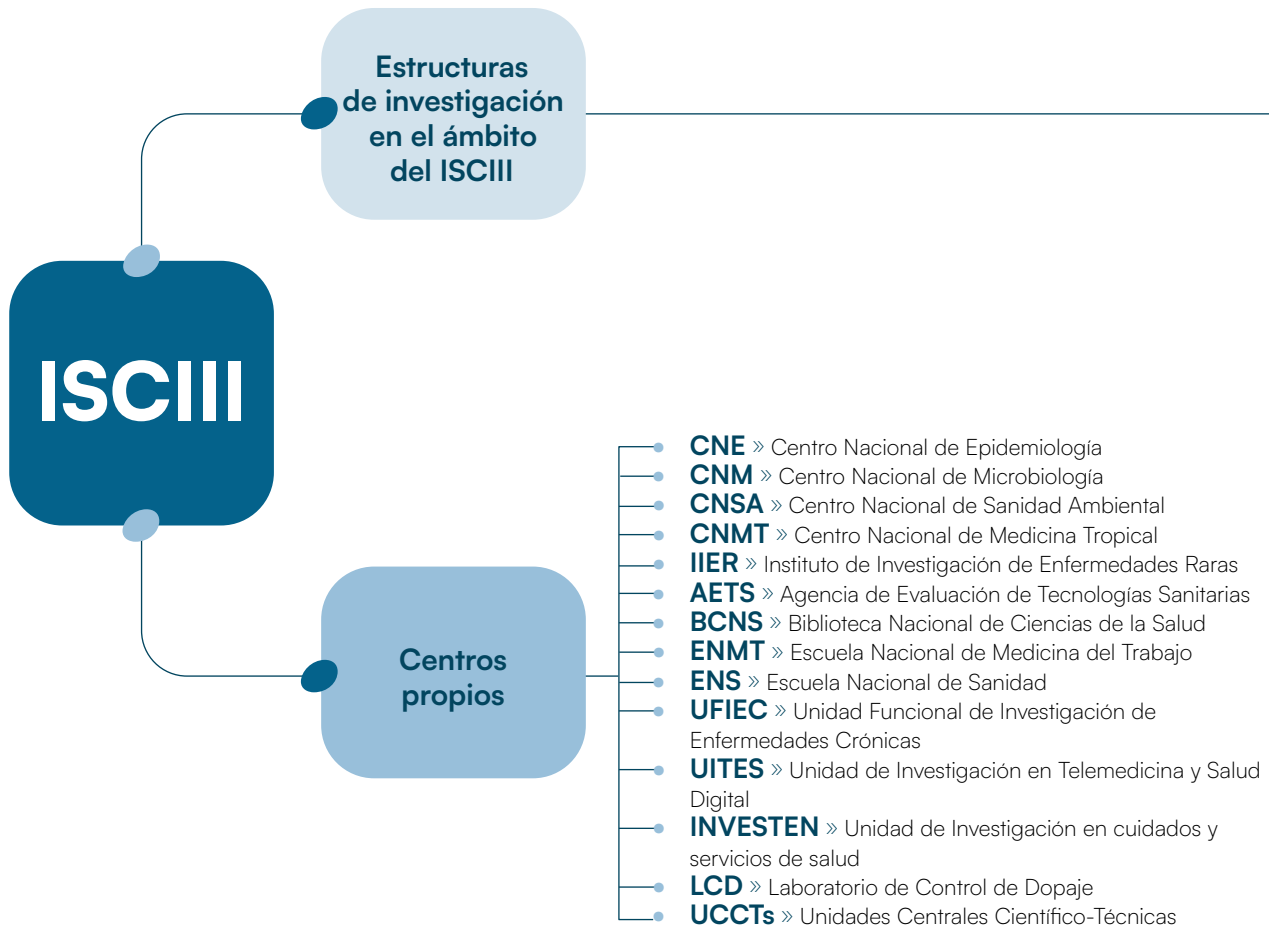 Estructuras
de investigación
en el ámbito
del ISCIII
ISCIII
Centros
propios
CNE » Centro Nacional de Epidemiología
CNM » Centro Nacional de Microbiología
CNSA » Centro Nacional de Sanidad Ambiental
CNMT » Centro Nacional de Medicina Tropical
IIER » Instituto de Investigación de Enfermedades Raras
AETS » Agencia de Evaluación de Tecnologías Sanitarias
BCNS » Biblioteca Nacional de Ciencias de la Salud
ENMT » Escuela Nacional de Medicina del Trabajo
ENS » Escuela Nacional de Sanidad
UFIEC » Unidad Funcional de Investigación de
Enfermedades Crónicas
UITES » Unidad de Investigación en Telemedicina y Salud
Digital
INVESTEN » Unidad de Investigación en cuidados y
servicios de salud
LCD » Laboratorio de Control de Dopaje
UCCTs » Unidades Centrales Científico-Técnicas